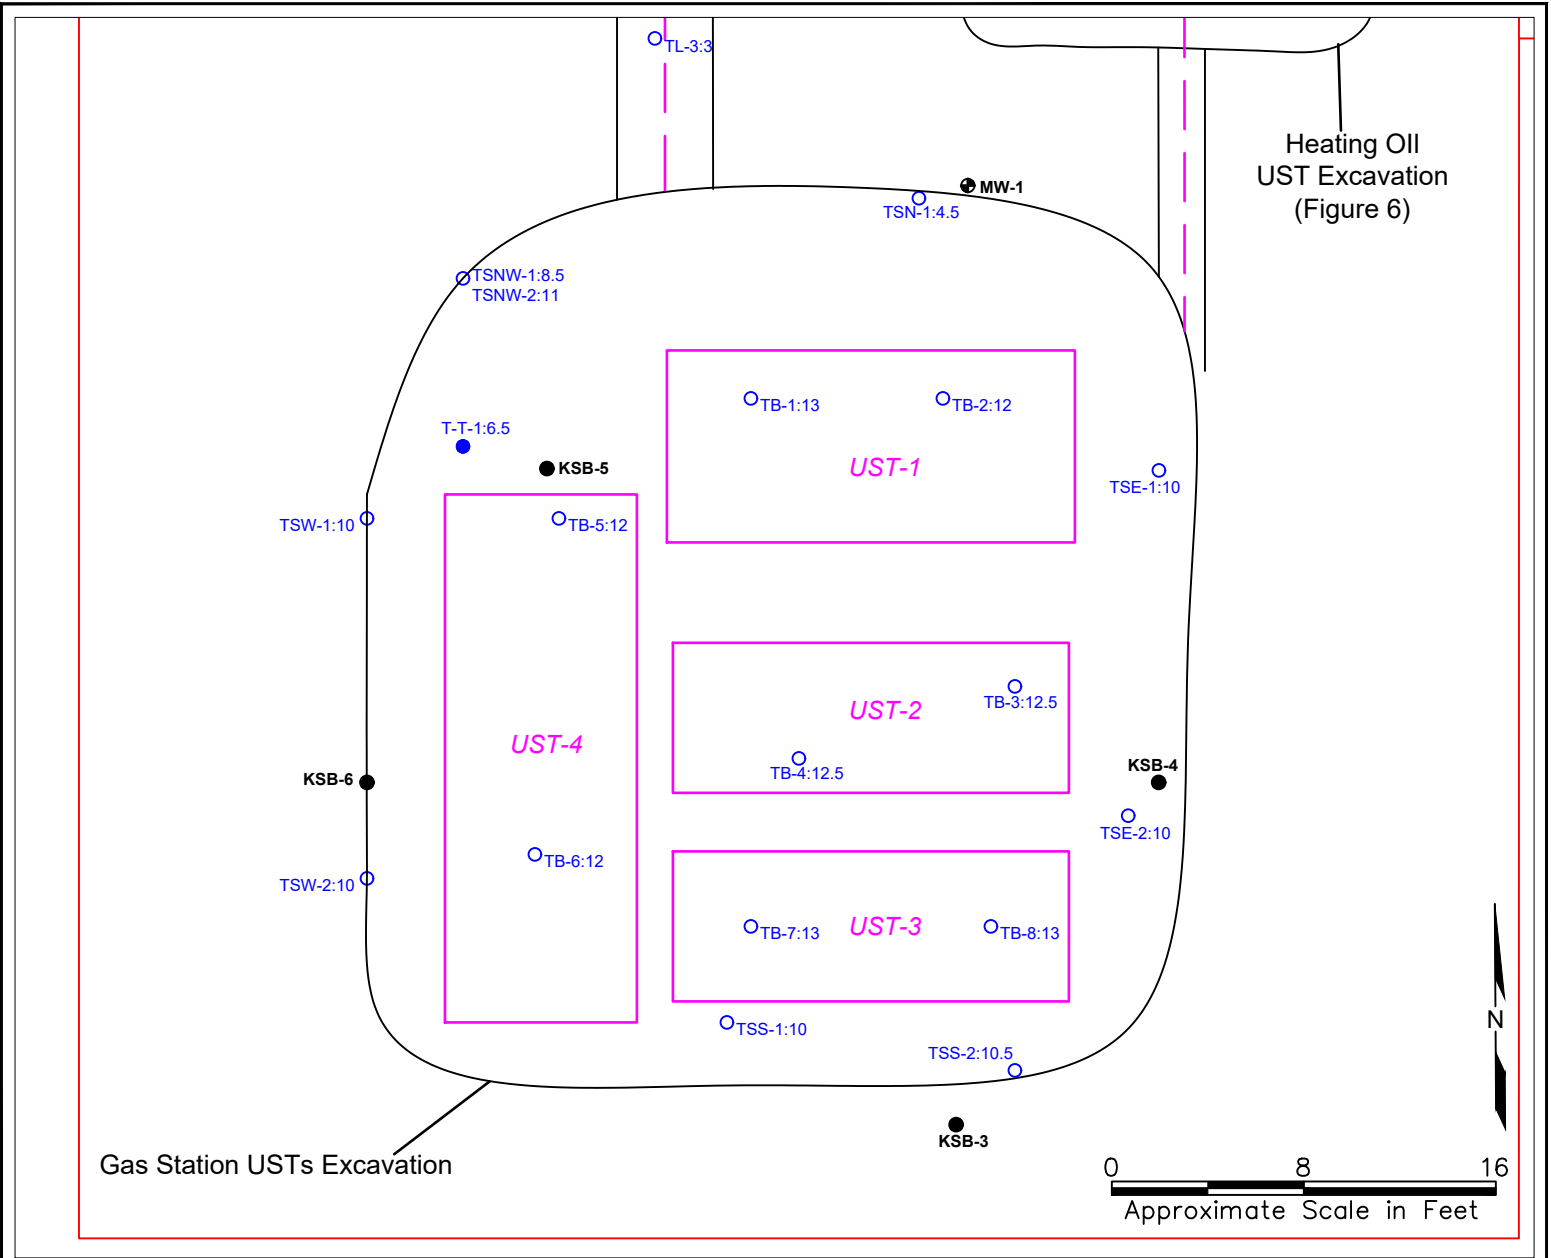 TL-3:3
Heating OIl
UST Excavation
(Figure 6)
MW-1
TSN-1:4.5
TSNW-1:8.5
TSNW-2:11
TB-1:13
TB-2:12
T-T-1:6.5
KSB-5
UST-1
TSE-1:10
TSW-1:10
TB-5:12
UST-2
TB-3:12.5
UST-4
TB-4:12.5
KSB-6
KSB-4
TSE-2:10
TB-6:12
TSW-2:10
TB-7:13
UST-3
TB-8:13
TSS-1:10
TSS-2:10.5
N
KSB-3
Gas Station USTs Excavation
0 8 16
Approximate Scale in Feet